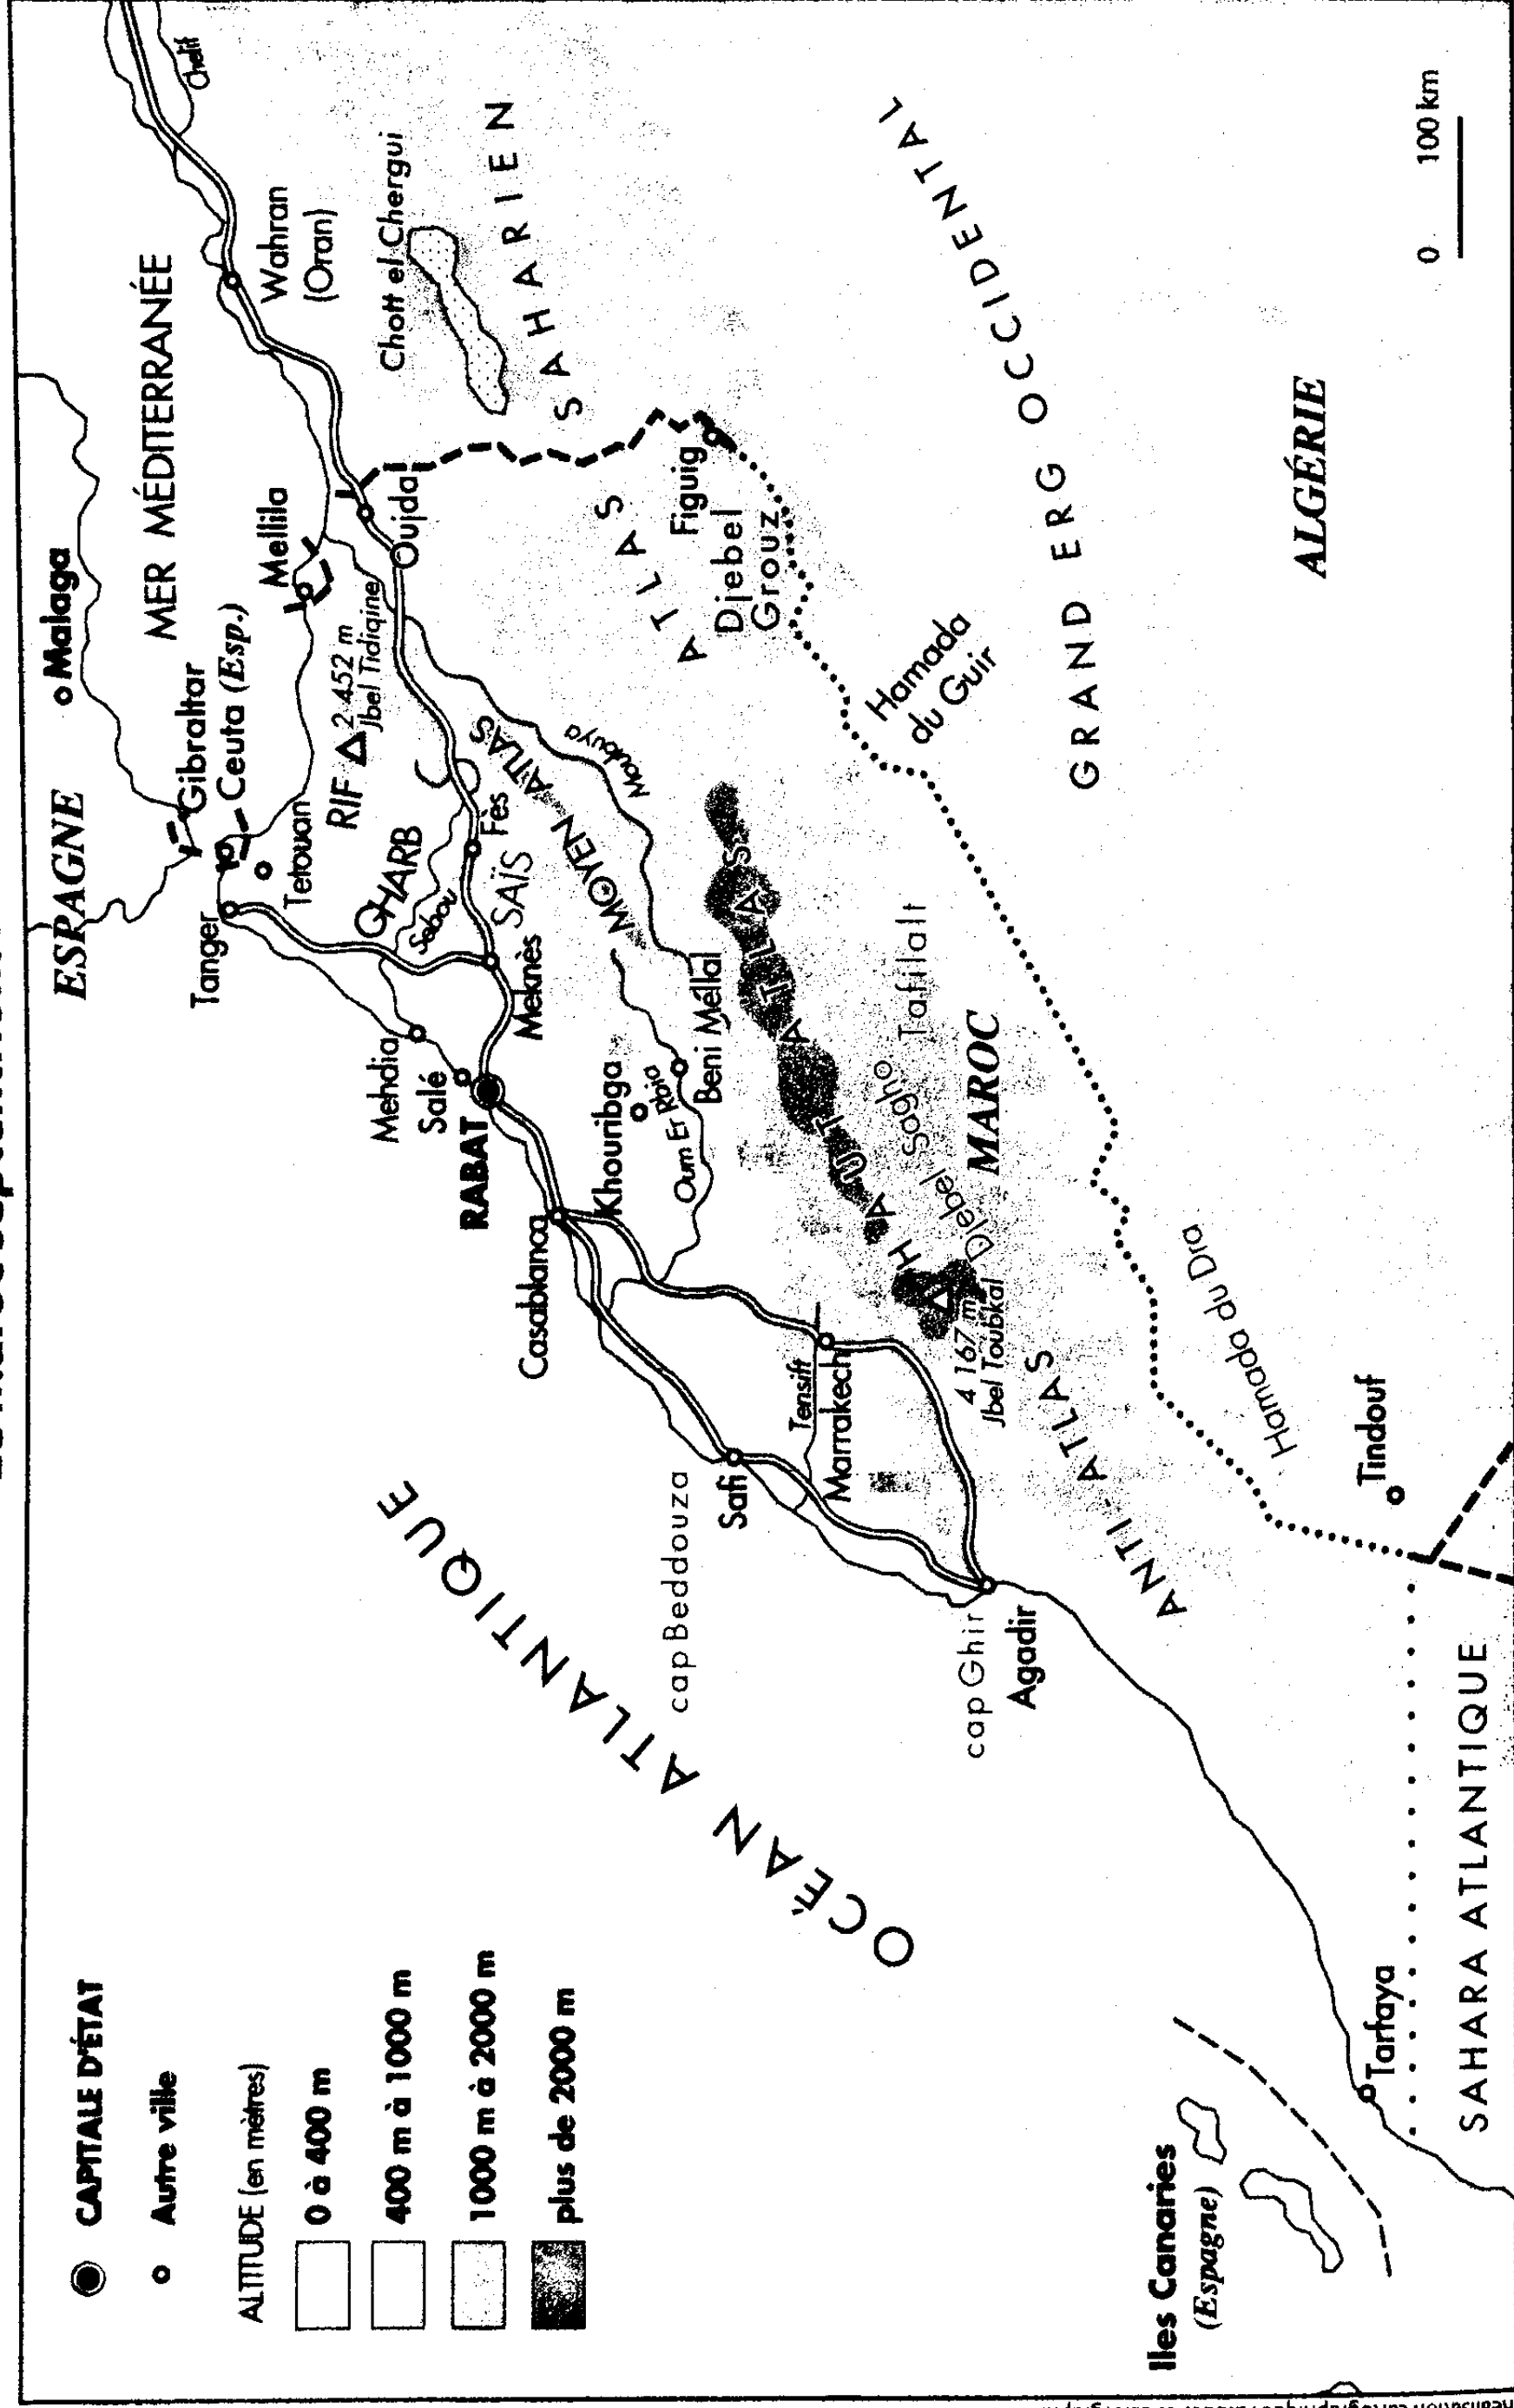 CAPITALE D'ÉTAT
Autre ville
ALTITUDE (en mètres)
0 à 400 m
400 m à 1000 m
1000 m à 2000 m
plus de 2000 m
ESPAGNE
Malaga
MER MÉDITERRANÉE
Gibraltar
Ceuta (Esp.)
Mellila
Tanger
Tetouan
RIF
2 452 m
Jbel Tidiqine
Wahran
(Oran)
Chelif
Chott el Chergui
Oujda
GHARB
Sebou
Fès
SAÏS
Meknès
Mehdia
Salé
RABAT
Casablanca
Khouribga
Oum Er Rbia
Beni Méllal
MOYEN ATLAS
Moulouya
ATLAS SAHARIEN
Figuig
Djebel
Grouz
Hamada
du Guir
GRAND ERG OCCIDENTAL
OCÉAN ATLANTIQUE
cap Beddouza
Safi
Tensift
Marrakech
HAUT ATLAS
4 167 m
Jbel Toubkal
Djebel Sagho
Tafilalt
MAROC
cap Ghir
Agadir
ANTI-ATLAS
Hamada du Dra
Tindouf
ALGÉRIE
0 100 km
Iles Canaries
(Espagne)
Tarfaya
SAHARA ATLANTIQUE